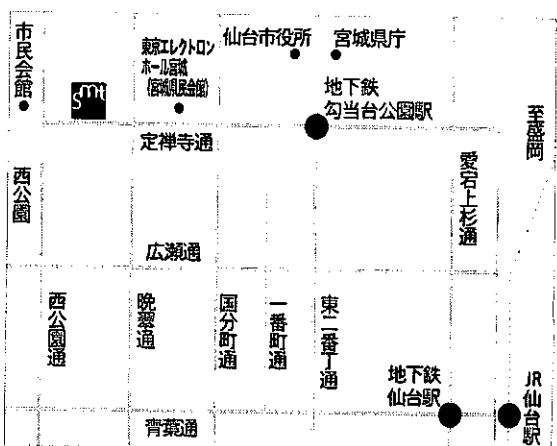 市民会館
smt
東京エレクトロン
ホール宮城
(宮城県民会館)
仙台市役所
宮城県庁
地下鉄
勾当台公園駅
定禅寺通
至盛岡
西公園
愛宕上杉通
広瀬通
西公園通
晩翠通
国分町通
一番町通
東二番丁通
地下鉄
仙台駅
JR仙台駅
青葉通